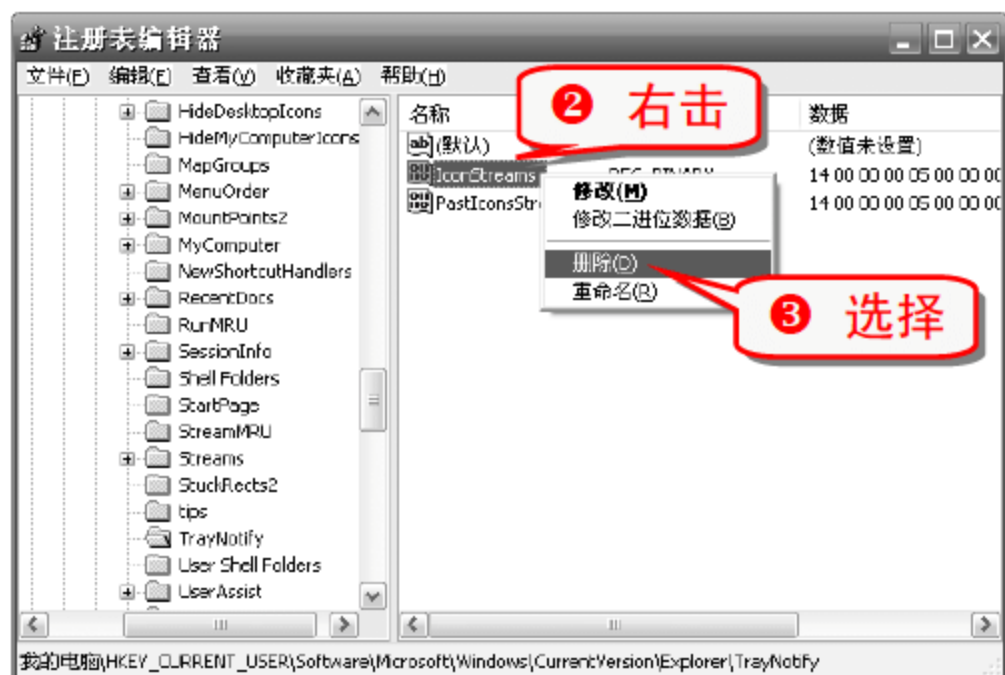 注册表编辑器
文件(F) 编辑(E) 查看(V) 收藏夹(A) 帮助(H)
HideDesktopIcons
HideMyComputerIcons
MapGroups
MenuOrder
MountPoints2
MyComputer
NewShortcutHandlers
RecentDocs
RunMRU
SessionInfo
Shell Folders
StartPage
StreamMRU
Streams
StuckRects2
tips
TrayNotify
User Shell Folders
UserAssist
名称 数据
(默认) (数值未设置)
IconStreams REG_BINARY 14 00 00 00 05 00 00 00
PastIconsStr 14 00 00 00 05 00 00 00
❷ 右击
修改(M)
修改二进位数据(B)
删除(D)
重命名(R)
❸ 选择
我的电脑\HKEY_CURRENT_USER\Software\Microsoft\Windows\CurrentVersion\Explorer\TrayNotify